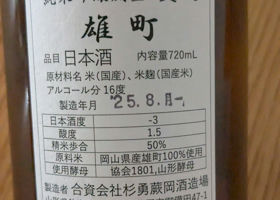 雄町
品目 日本酒 内容量720mL
原材料名 米(国産)、米麹(国産米)
アルコール分 16度
製造年月 '25.8.月-
日本酒度 -3
酸度 1.5
精米歩合 50%
原料米 岡山県産雄町100%使用
使用酵母 協会1801,山形酵母
製造者 合資会社杉勇蕨岡酒造場